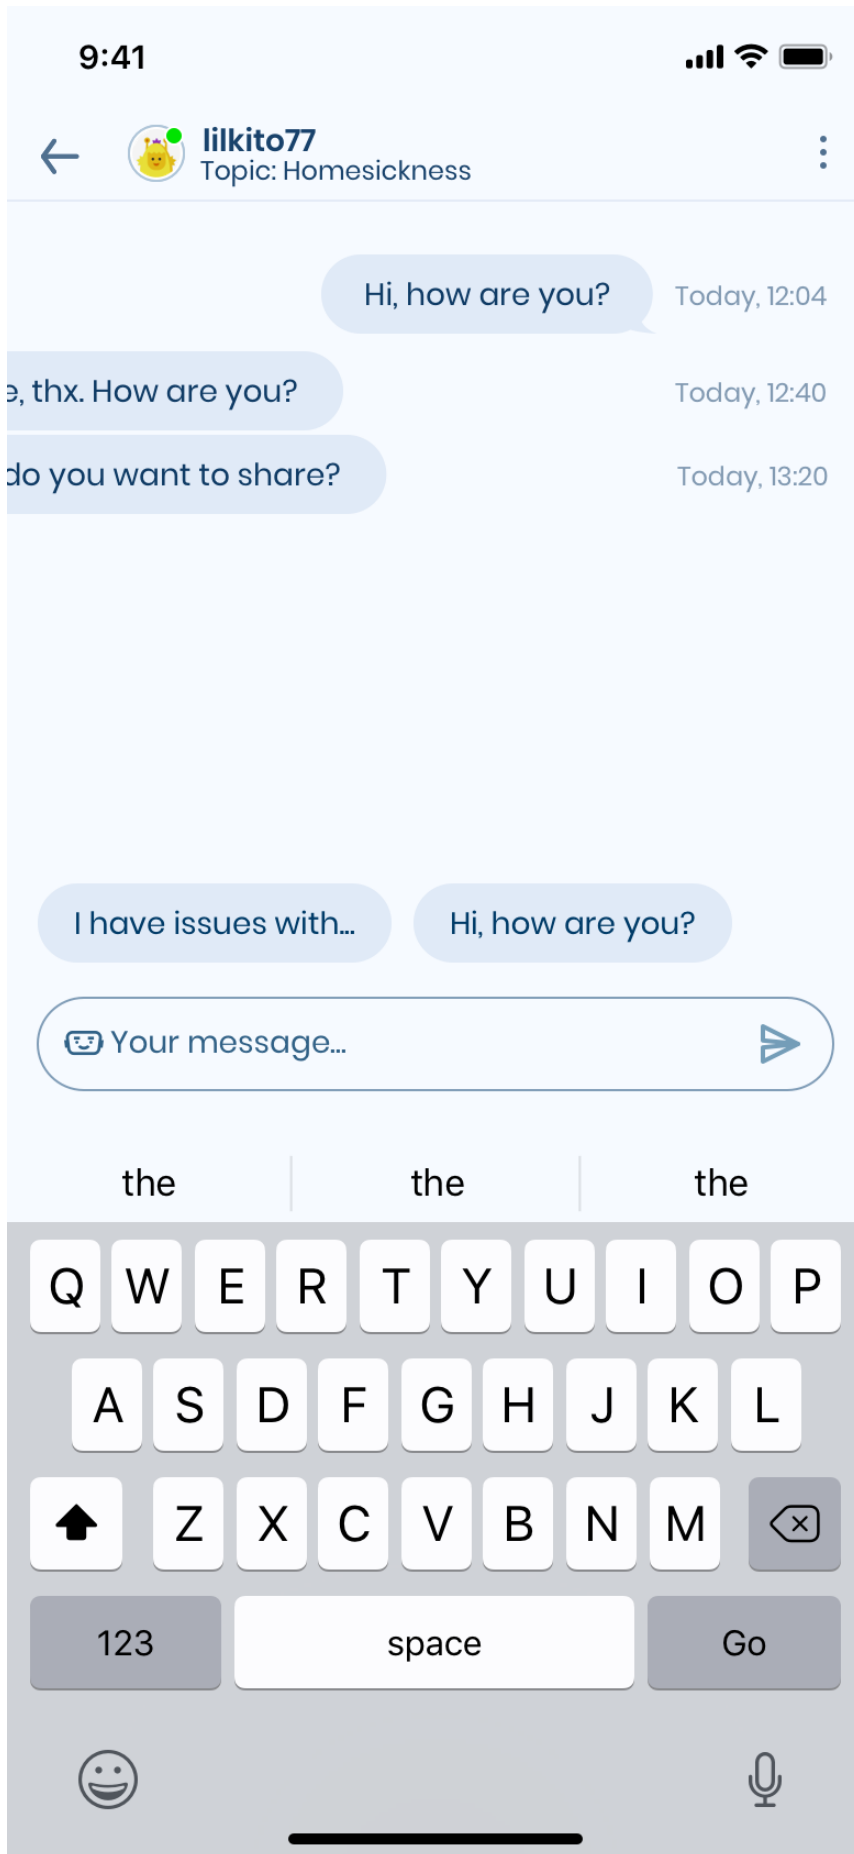 9:41
lilkito77
Topic: Homesickness
Hi, how are you? Today, 12:04
e, thx. How are you? Today, 12:40
do you want to share? Today, 13:20
I have issues with... Hi, how are you?
Your message...
the the the
Q W E R T Y U I O P
A S D F G H J K L
Z X C V B N M
123 space Go